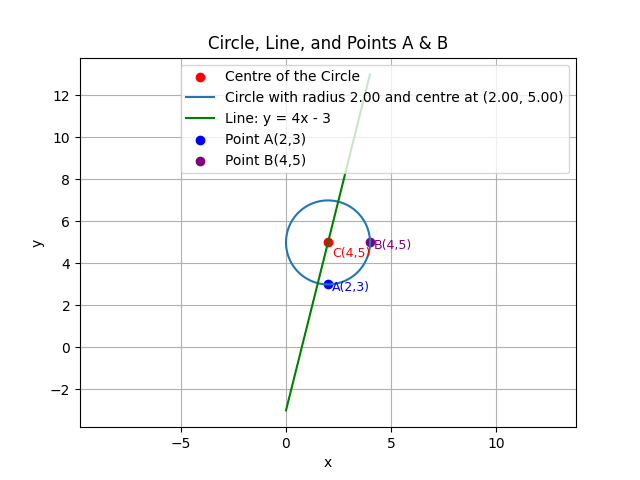 Circle, Line, and Points A & B
Centre of the Circle
Circle with radius 2.00 and centre at (2.00, 5.00)
Line: y = 4x - 3
Point A(2,3)
Point B(4,5)
12
10
8
6
4
2
0
−2
y
B(4,5)
C(4,5)
A(2,3)
−5
0
5
10
x